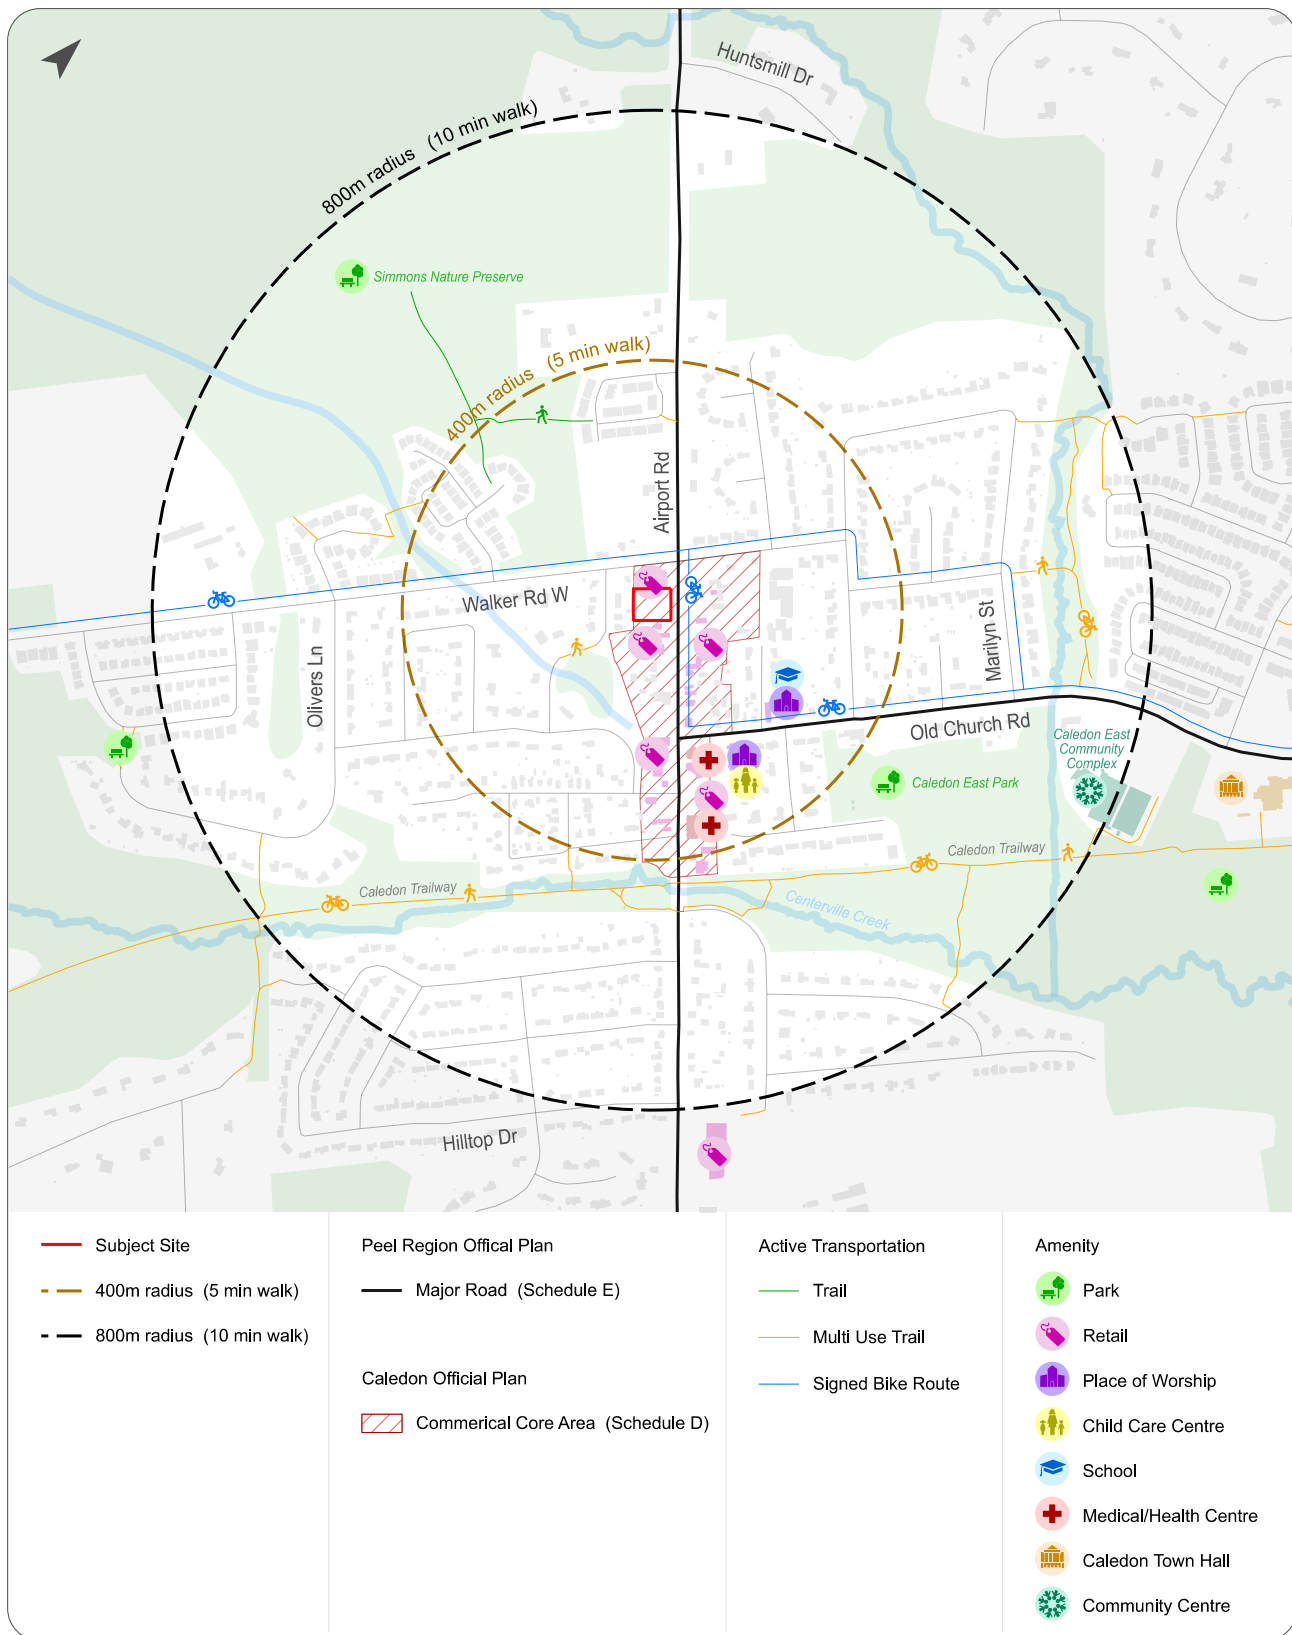 Huntsmill Dr
800m radius (10 min walk)
Simmons Nature Preserve
400m radius (5 min walk)
Airport Rd
Walker Rd W
Olivers Ln
Marilyn St
Old Church Rd
Caledon East
Community
Complex
Caledon East Park
Caledon Trailway
Caledon Trailway
Centerville Creek
Hilltop Dr
Subject Site
400m radius (5 min walk)
800m radius (10 min walk)
Peel Region Offical Plan
Major Road (Schedule E)
Caledon Official Plan
Commerical Core Area (Schedule D)
Active Transportation
Trail
Multi Use Trail
Signed Bike Route
Amenity
Park
Retail
Place of Worship
Child Care Centre
School
Medical/Health Centre
Caledon Town Hall
Community Centre